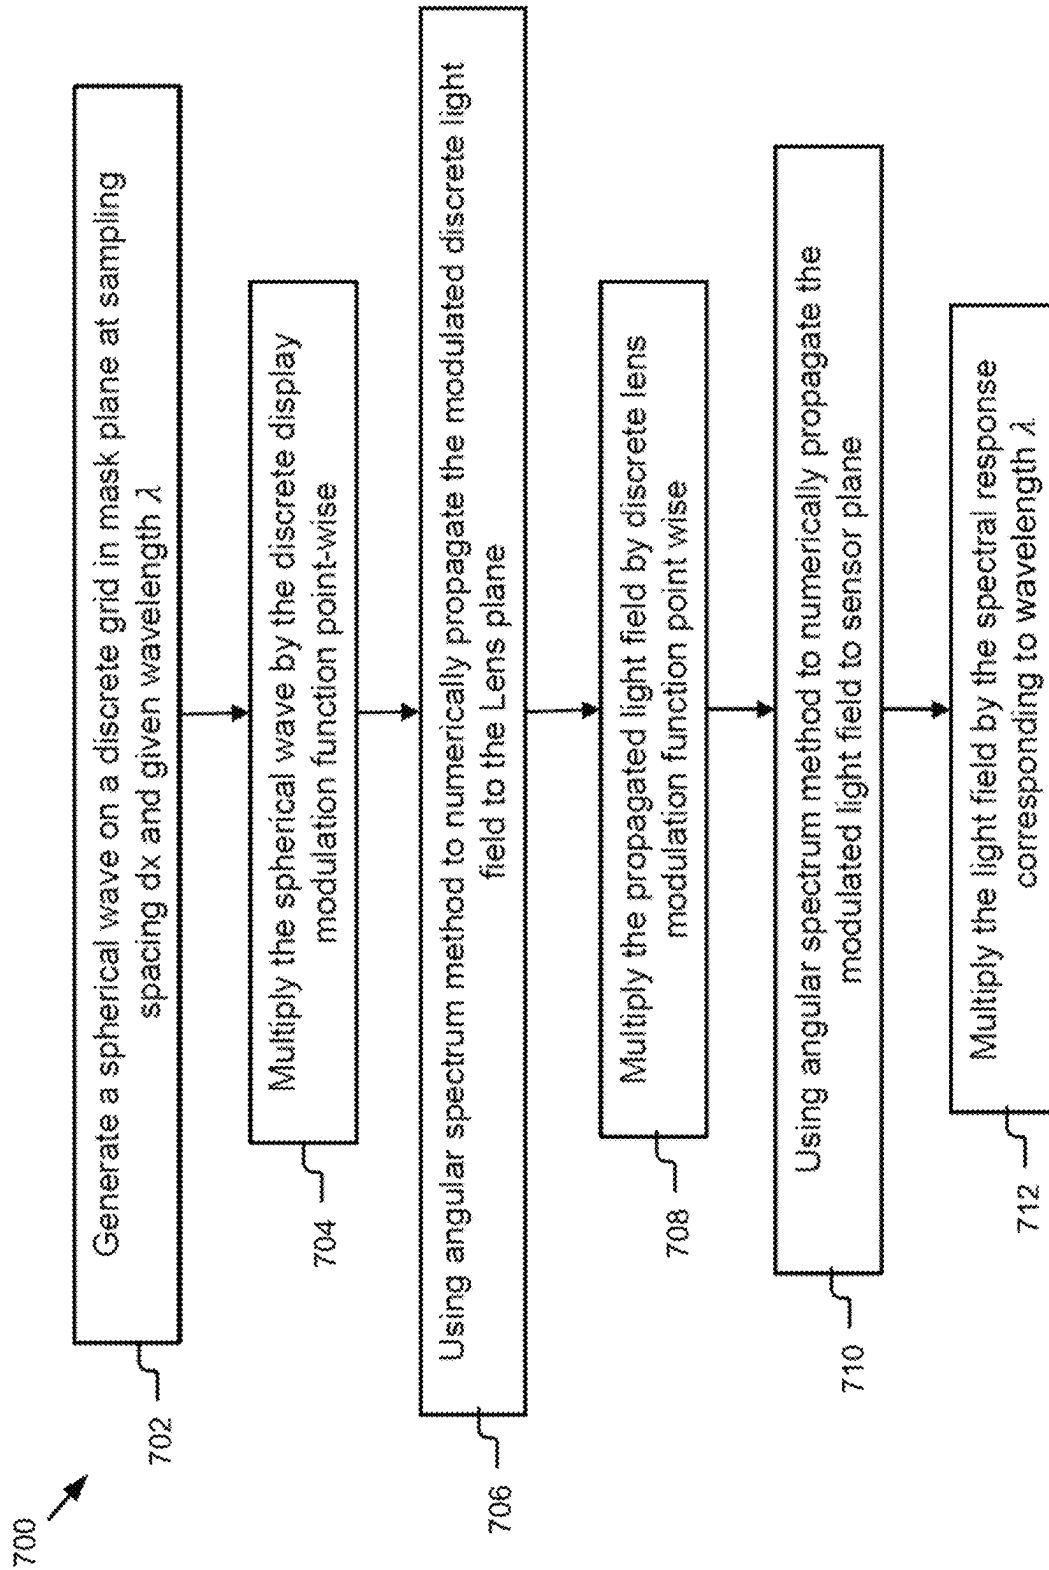 700
702
Generate a spherical wave on a discrete grid in mask plane at sampling
spacing dx and given wavelength λ
704
Multiply the spherical wave by the discrete display
modulation function point-wise
706
Using angular spectrum method to numerically propagate the modulated discrete light
field to the Lens plane
708
Multiply the propagated light field by discrete lens
modulation function point wise
710
Using angular spectrum method to numerically propagate the
modulated light field to sensor plane
712
Multiply the light field by the spectral response
corresponding to wavelength λ